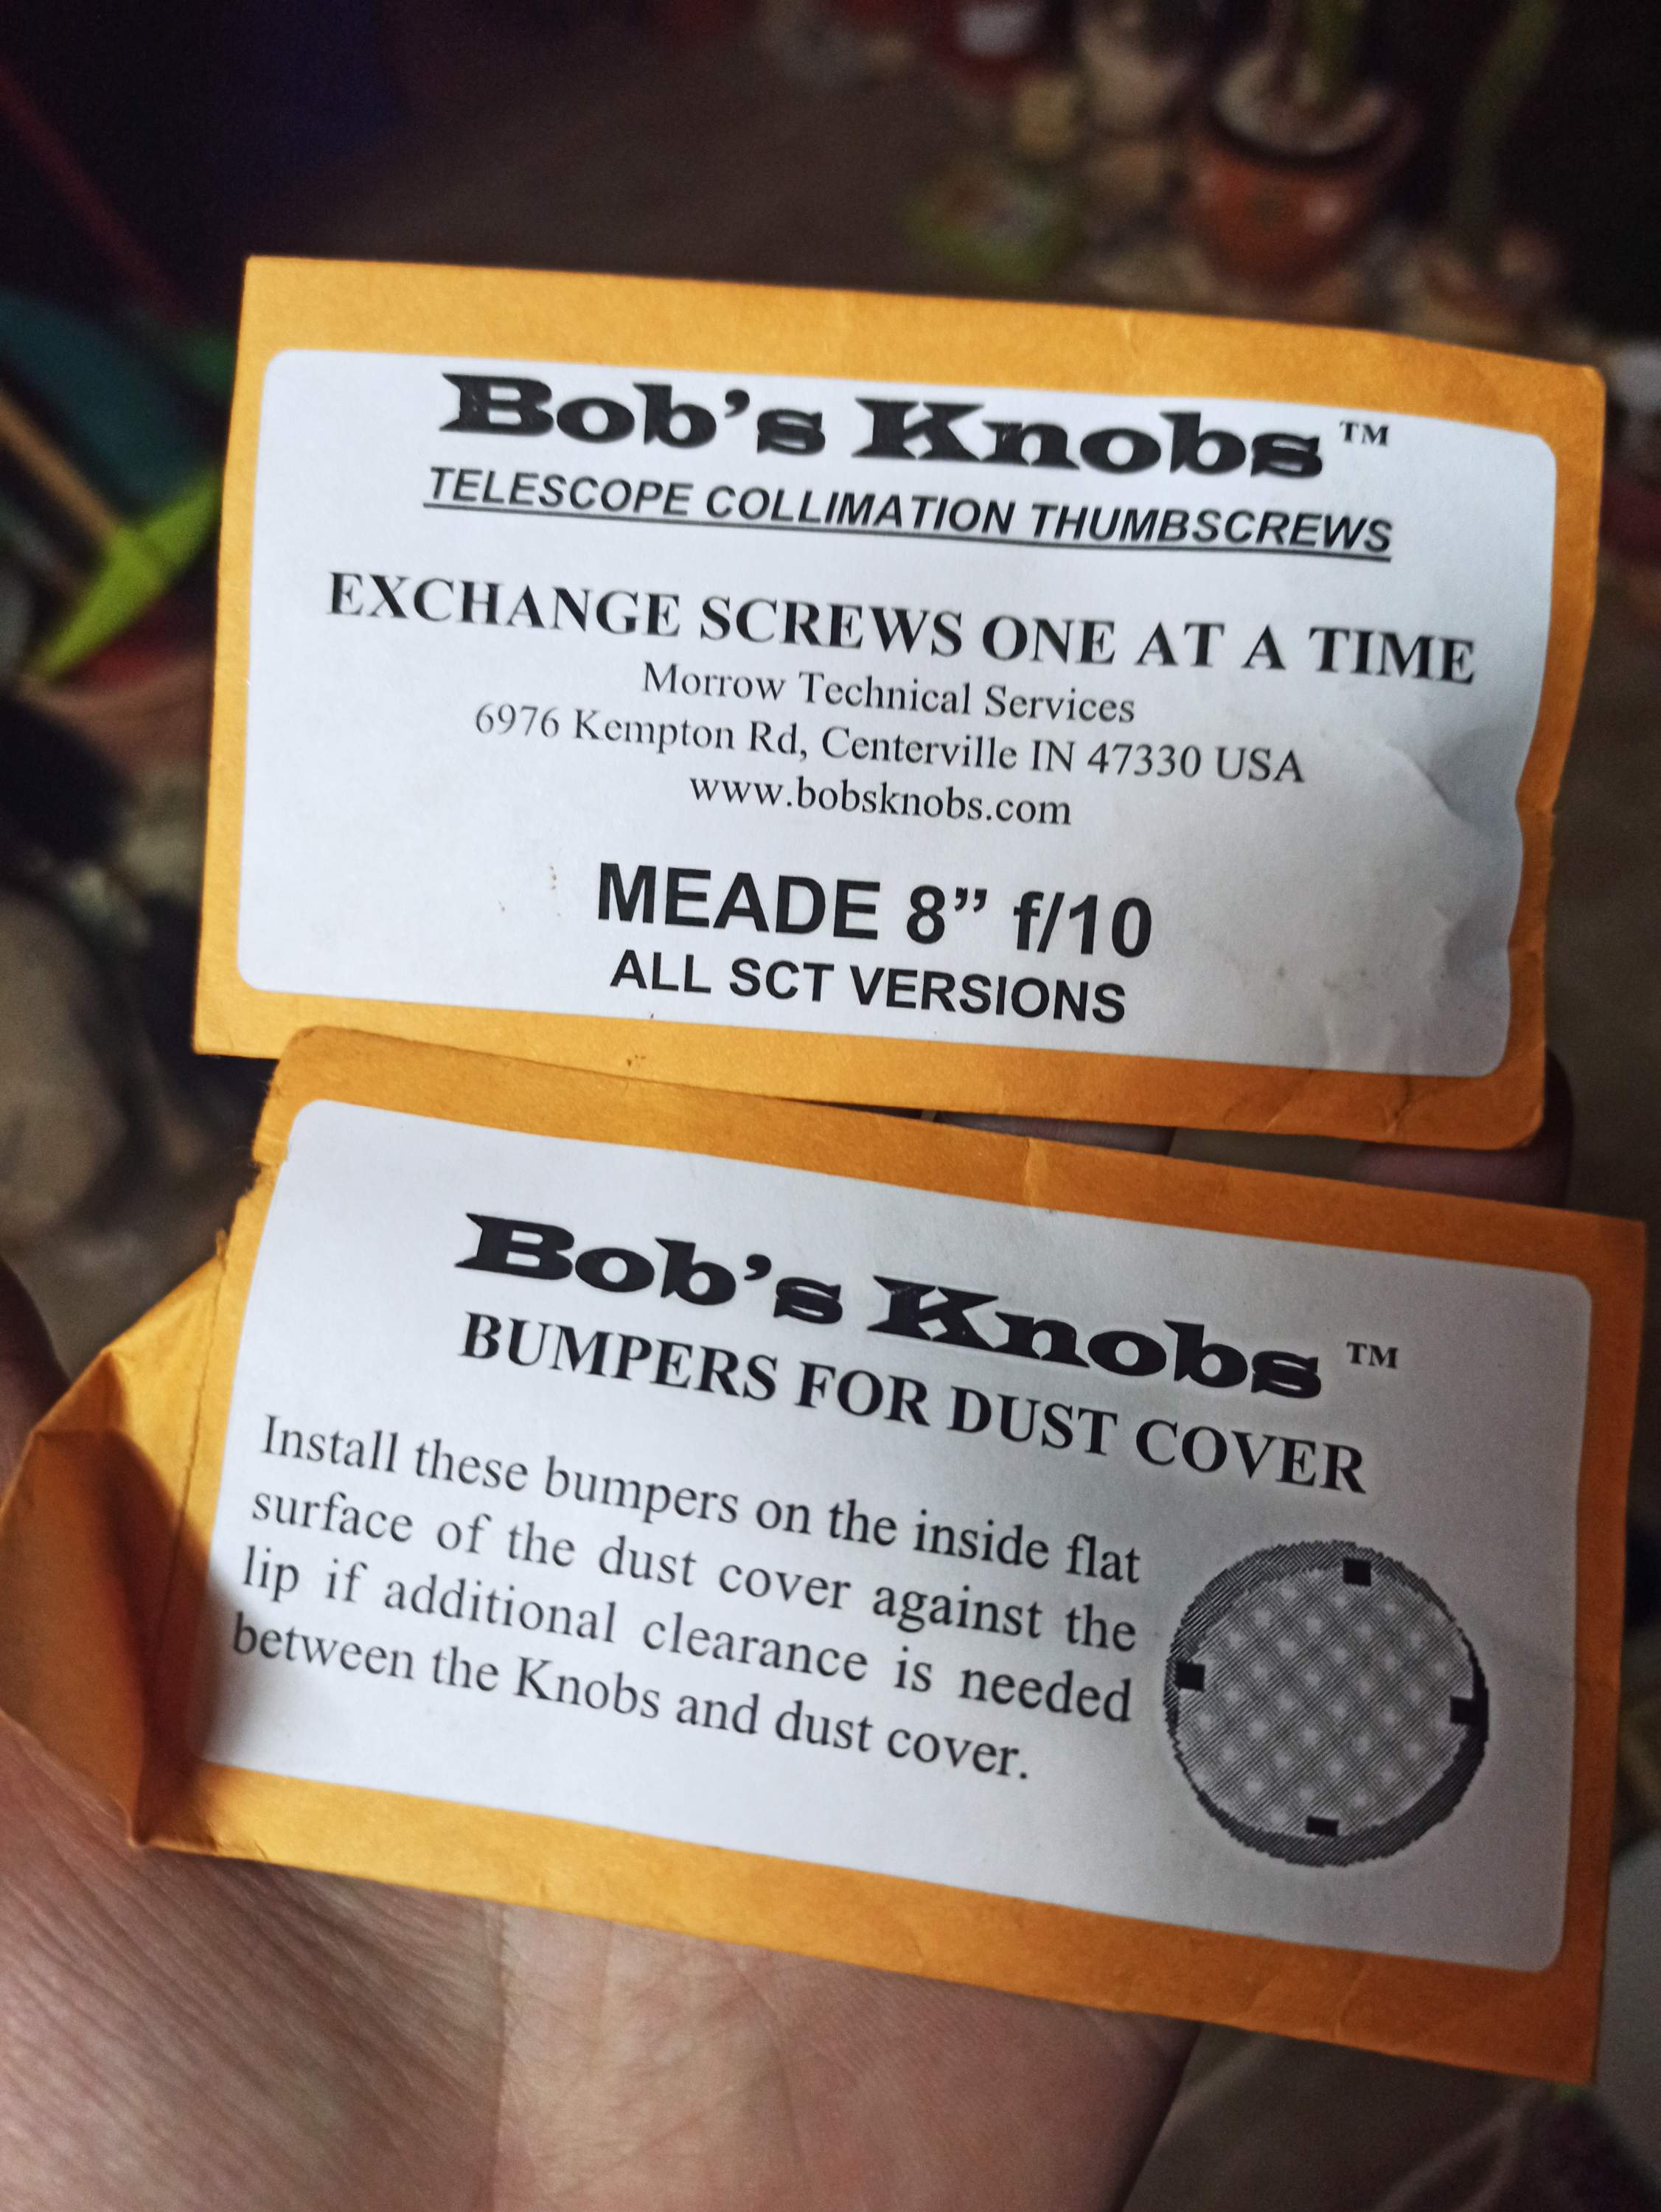 Bob’s Knobs™
TELESCOPE COLLIMATION THUMBSCREWS
EXCHANGE SCREWS ONE AT A TIME
Morrow Technical Services
6976 Kempton Rd, Centerville IN 47330 USA
www.bobsknobs.com
MEADE 8” f/10
ALL SCT VERSIONS
Bob’s Knobs™
BUMPERS FOR DUST COVER
Install these bumpers on the inside flat
surface of the dust cover against the
lip if additional clearance is needed
between the Knobs and dust cover.